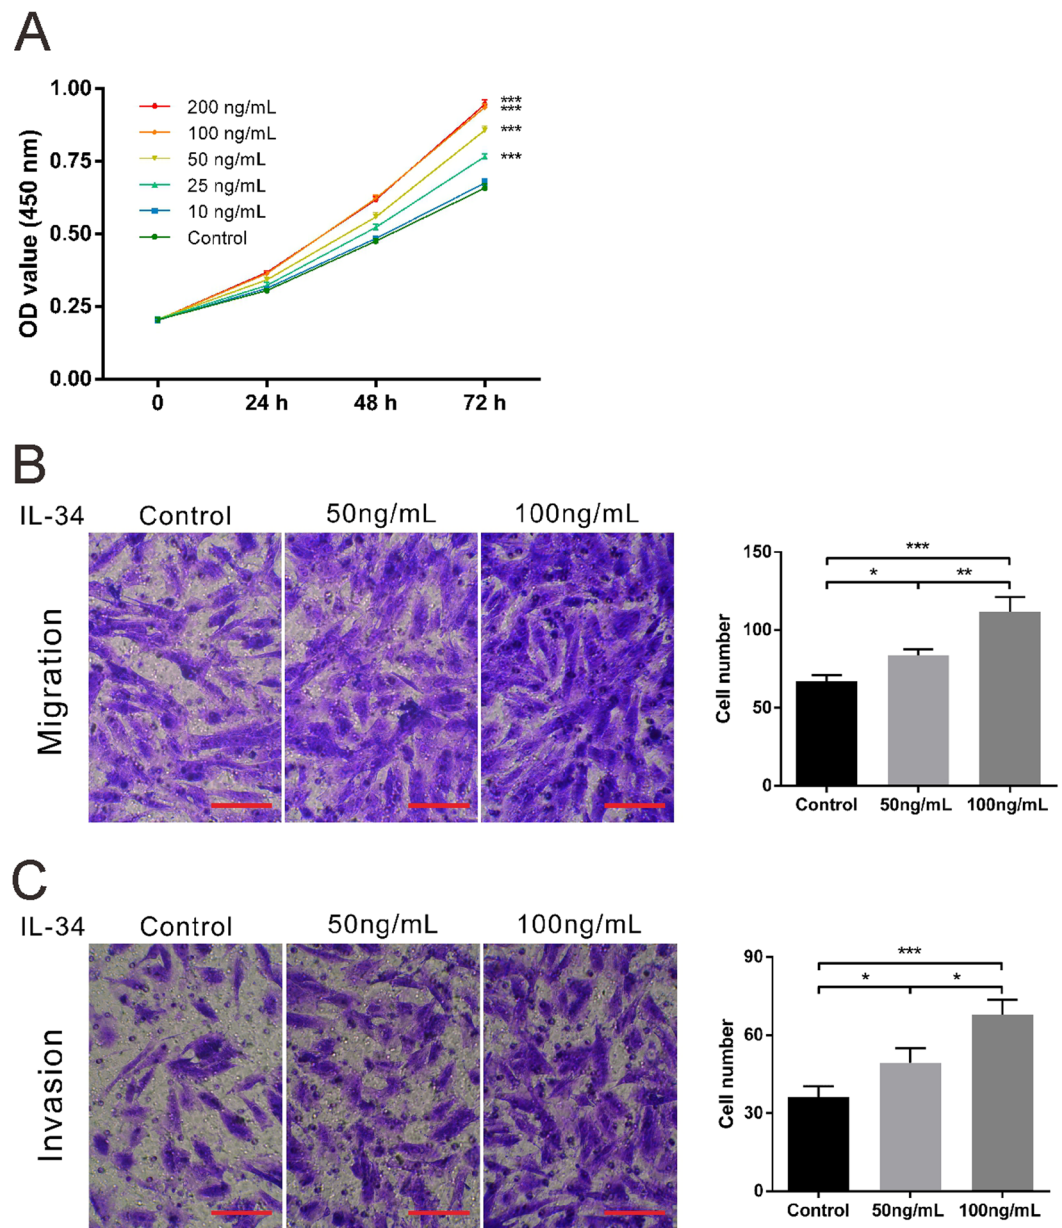 A
OD value (450 nm)
1.00
0.75
0.50
0.25
0.00
200 ng/mL
100 ng/mL
50 ng/mL
25 ng/mL
10 ng/mL
Control
***
***
***
***
0 24 h 48 h 72 h
B
IL-34 Control 50ng/mL 100ng/mL
Migration
Cell number
150
100
50
0
***
* **
Control 50ng/mL 100ng/mL
C
IL-34 Control 50ng/mL 100ng/mL
Invasion
Cell number
90
60
30
0
***
* *
Control 50ng/mL 100ng/mL